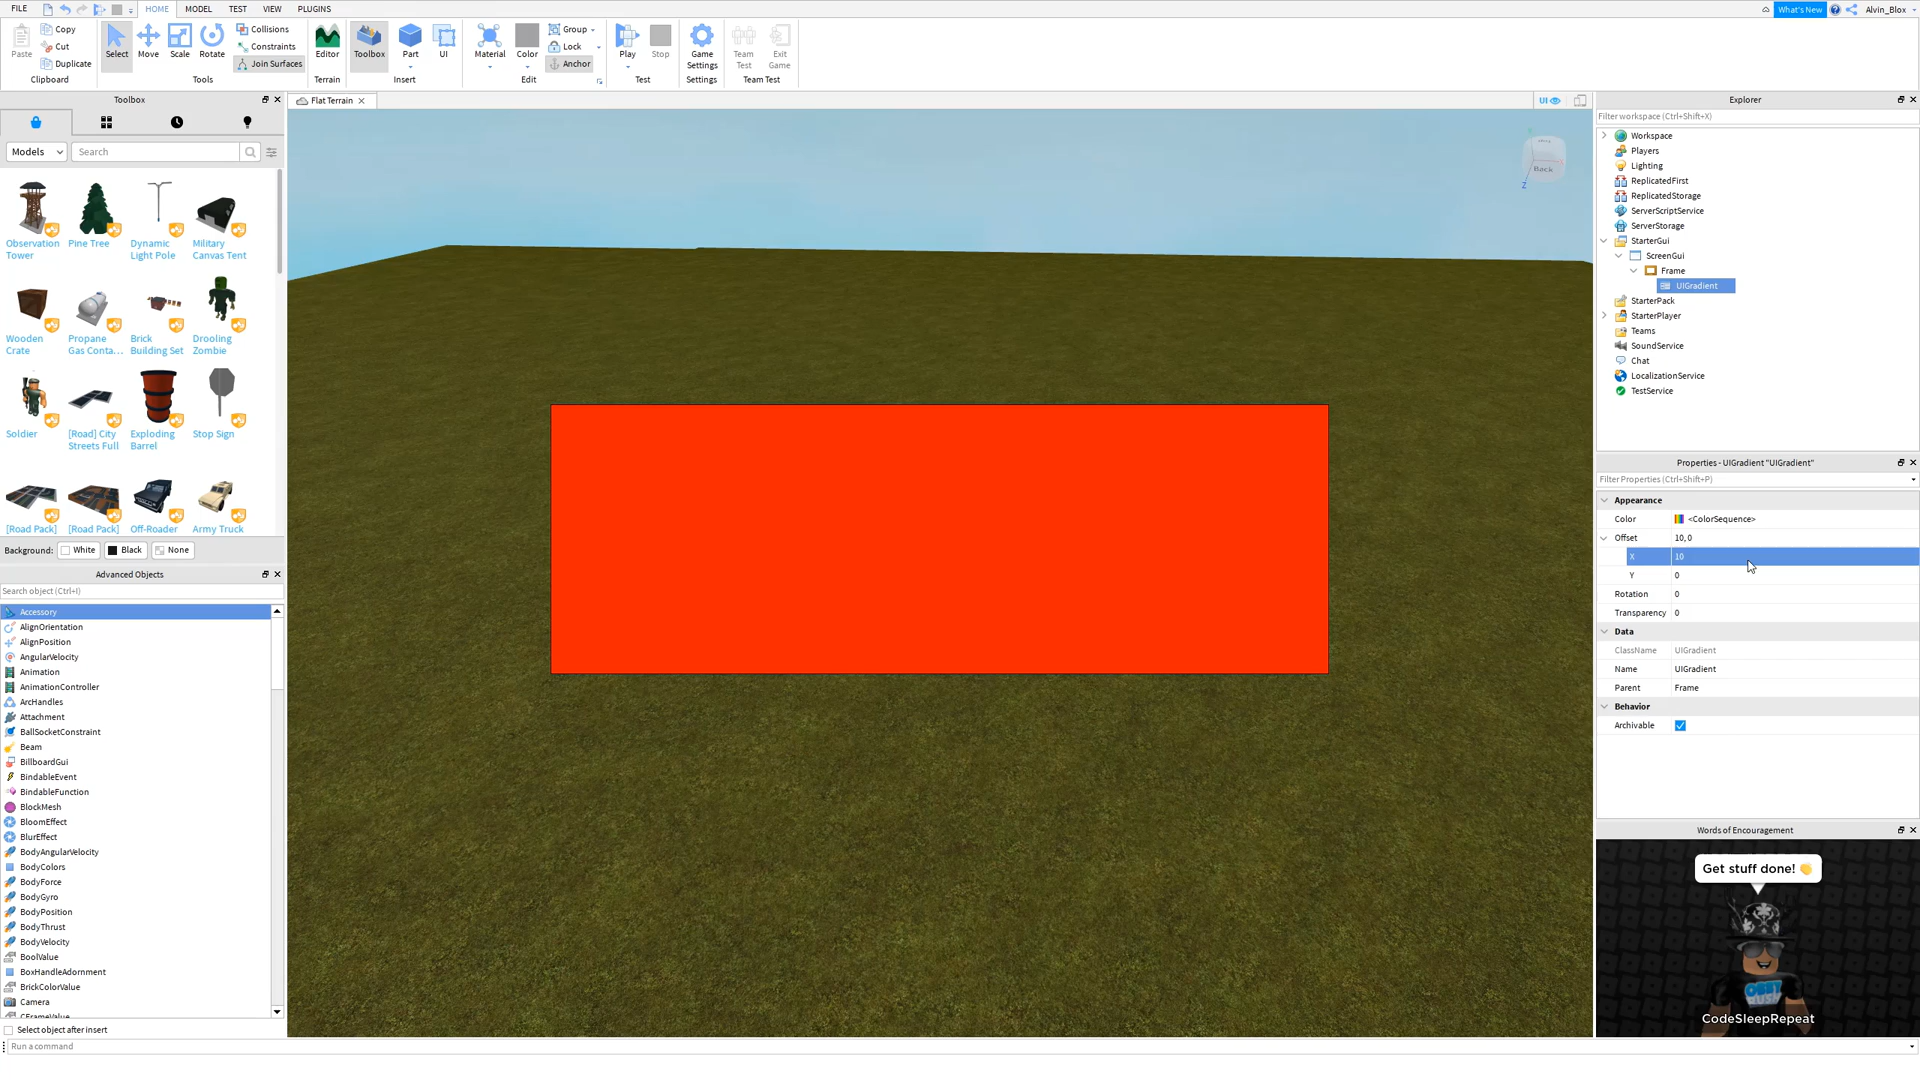 FILE HOME MODEL TEST VIEW PLUGINS What's New Alvin_Blox
Paste Copy Cut Duplicate Clipboard
Select Move Scale Rotate Collisions Constraints Join Surfaces Tools
Editor Terrain
Toolbox Part UI Insert
Material Color Group Lock Anchor Edit
Play Stop Test
Game Settings Settings
Team Test Exit Game Team Test
Toolbox
Models Search
Observation Tower
Pine Tree
Dynamic Light Pole
Military Canvas Tent
Wooden Crate
Propane Gas Conta...
Brick Building Set
Drooling Zombie
Soldier
[Road] City Streets Full
Exploding Barrel
Stop Sign
[Road Pack]
[Road Pack]
Off-Roader
Army Truck
Background: White Black None
Advanced Objects
Search object (Ctrl+I)
Accessory
AlignOrientation
AlignPosition
AngularVelocity
Animation
AnimationController
ArcHandles
Attachment
BallSocketConstraint
Beam
BillboardGui
BindableEvent
BindableFunction
BlockMesh
BloomEffect
BlurEffect
BodyAngularVelocity
BodyColors
BodyForce
BodyGyro
BodyPosition
BodyThrust
BodyVelocity
BoolValue
BoxHandleAdornment
BrickColorValue
Camera
CFrameValue
Select object after insert
Run a command
Flat Terrain
UI
Back
Z
Explorer
Filter workspace (Ctrl+Shift+X)
Workspace
Players
Lighting
ReplicatedFirst
ReplicatedStorage
ServerScriptService
ServerStorage
StarterGui
ScreenGui
Frame
UIGradient
StarterPack
StarterPlayer
Teams
SoundService
Chat
LocalizationService
TestService
Properties - UIGradient "UIGradient"
Filter Properties (Ctrl+Shift+P)
Appearance
Color <ColorSequence>
Offset 10, 0
X 10
Y 0
Rotation 0
Transparency 0
Data
ClassName UIGradient
Name UIGradient
Parent Frame
Behavior
Archivable
Words of Encouragement
Get stuff done! 👏
CodeSleepRepeat